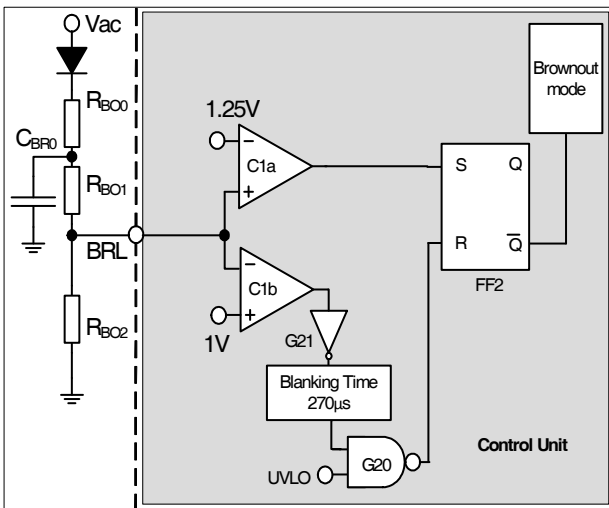 Vac
RBO0
CBR0
RBO1
BRL
RBO2
1.25V
C1a
C1b
1V
G21
Blanking Time
270µs
UVLO
G20
S Q
R Q̅
FF2
Brownout
mode
Control Unit